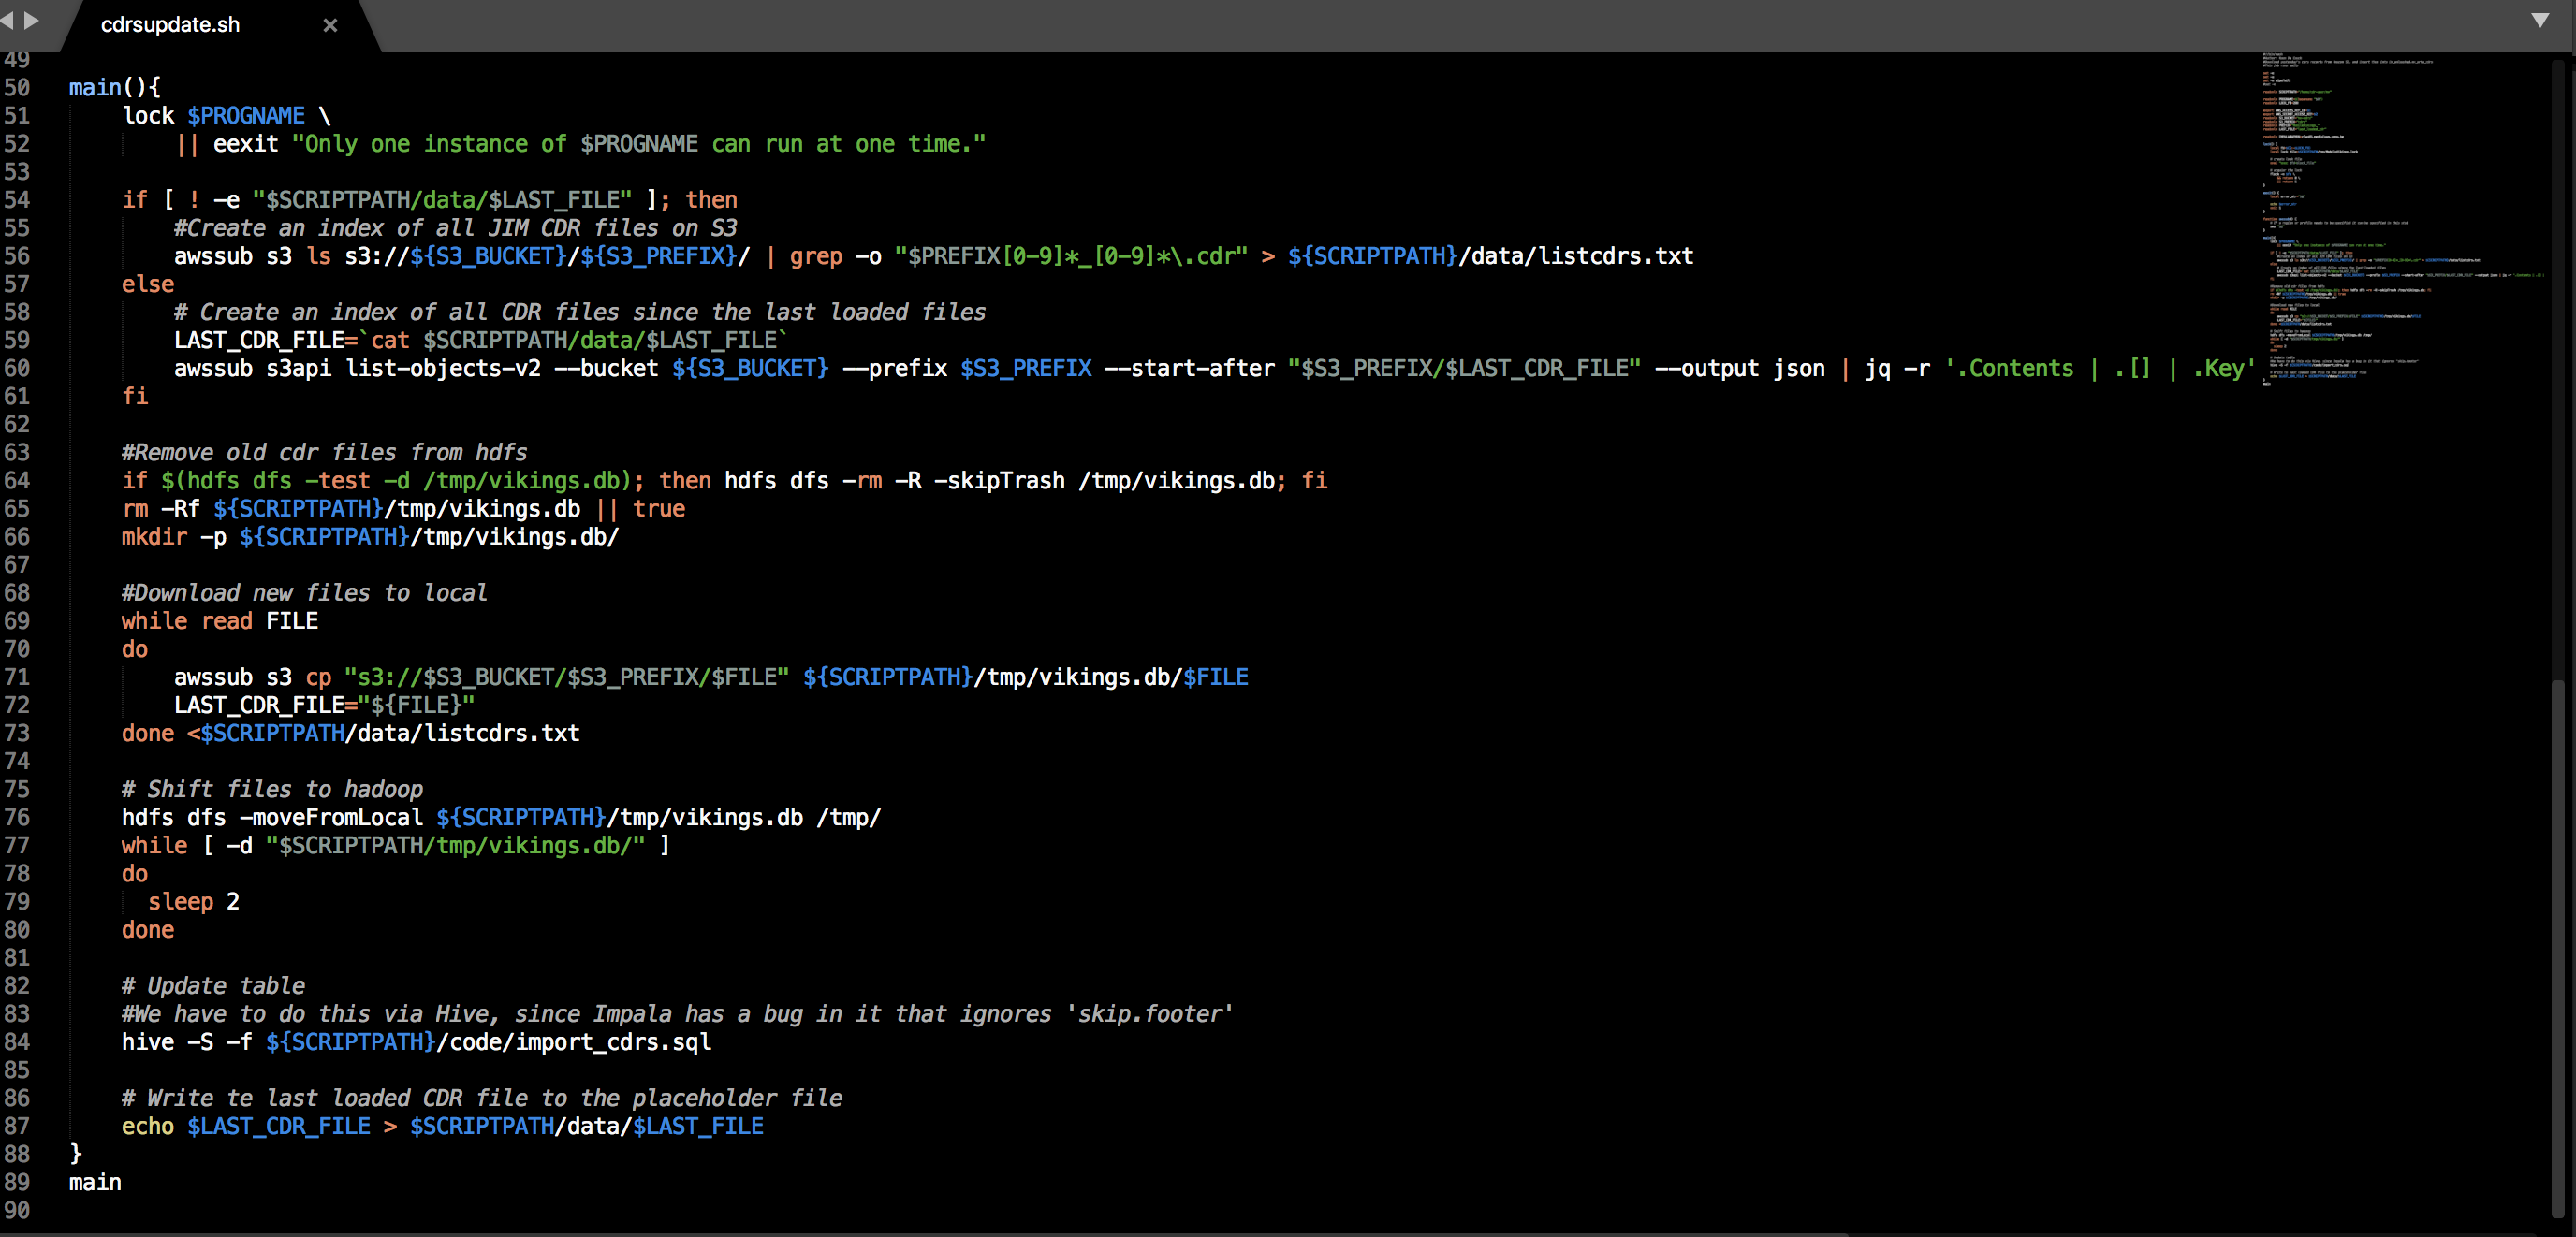 cdrsupdate.sh ×
49
50 main(){
51 lock $PROGNAME \
52 || eexit "Only one instance of $PROGNAME can run at one time."
53
54 if [ ! -e "$SCRIPTPATH/data/$LAST_FILE" ]; then
55 #Create an index of all JIM CDR files on S3
56 awssub s3 ls s3://${S3_BUCKET}/${S3_PREFIX}/ | grep -o "$PREFIX[0-9]*_[0-9]*\.cdr" > ${SCRIPTPATH}/data/listcdrs.txt
57 else
58 # Create an index of all CDR files since the last loaded files
59 LAST_CDR_FILE=`cat $SCRIPTPATH/data/$LAST_FILE`
60 awssub s3api list-objects-v2 --bucket ${S3_BUCKET} --prefix $S3_PREFIX --start-after "$S3_PREFIX/$LAST_CDR_FILE" --output json | jq -r '.Contents | .[] | .Key'
61 fi
62
63 #Remove old cdr files from hdfs
64 if $(hdfs dfs -test -d /tmp/vikings.db); then hdfs dfs -rm -R -skipTrash /tmp/vikings.db; fi
65 rm -Rf ${SCRIPTPATH}/tmp/vikings.db || true
66 mkdir -p ${SCRIPTPATH}/tmp/vikings.db/
67
68 #Download new files to local
69 while read FILE
70 do
71 awssub s3 cp "s3://$S3_BUCKET/$S3_PREFIX/$FILE" ${SCRIPTPATH}/tmp/vikings.db/$FILE
72 LAST_CDR_FILE="${FILE}"
73 done <$SCRIPTPATH/data/listcdrs.txt
74
75 # Shift files to hadoop
76 hdfs dfs -moveFromLocal ${SCRIPTPATH}/tmp/vikings.db /tmp/
77 while [ -d "$SCRIPTPATH/tmp/vikings.db/" ]
78 do
79 sleep 2
80 done
81
82 # Update table
83 #We have to do this via Hive, since Impala has a bug in it that ignores 'skip.footer'
84 hive -S -f ${SCRIPTPATH}/code/import_cdrs.sql
85
86 # Write te last loaded CDR file to the placeholder file
87 echo $LAST_CDR_FILE > $SCRIPTPATH/data/$LAST_FILE
88 }
89 main
90